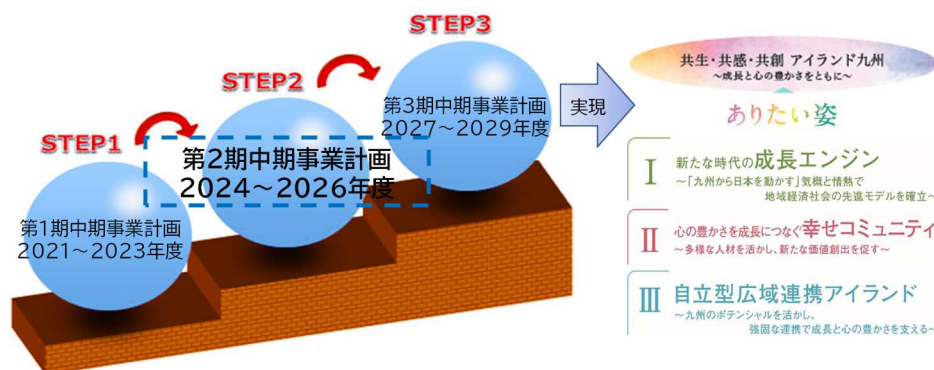 STEP1
第1期中期事業計画
2021～2023年度
STEP2
第2期中期事業計画
2024～2026年度
STEP3
第3期中期事業計画
2027～2029年度
実現
共生・共感・共創 アイランド九州
～成長と心の豊かさをともに～
ありたい姿
Ⅰ 新たな時代の成長エンジン
～「九州から日本を動かす」気概と情熱で
地域経済社会の先進モデルを確立～
Ⅱ 心の豊かさを成長につなぐ幸せコミュニティ
～多様な人材を活かし、新たな価値創出を促す～
Ⅲ 自立型広域連携アイランド
～九州のポテンシャルを活かし、
強固な連携で成長と心の豊かさを支える～